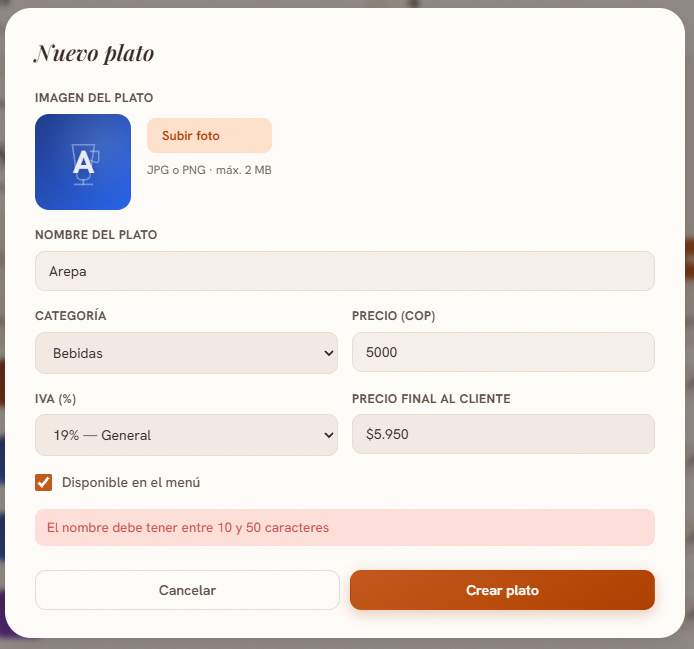 Nuevo plato
IMAGEN DEL PLATO
A
Subir foto
JPG o PNG · máx. 2 MB
NOMBRE DEL PLATO
Arepa
CATEGORÍA
PRECIO (COP)
Bebidas
5000
IVA (%)
PRECIO FINAL AL CLIENTE
19% — General
$5.950
Disponible en el menú
El nombre debe tener entre 10 y 50 caracteres
Cancelar
Crear plato